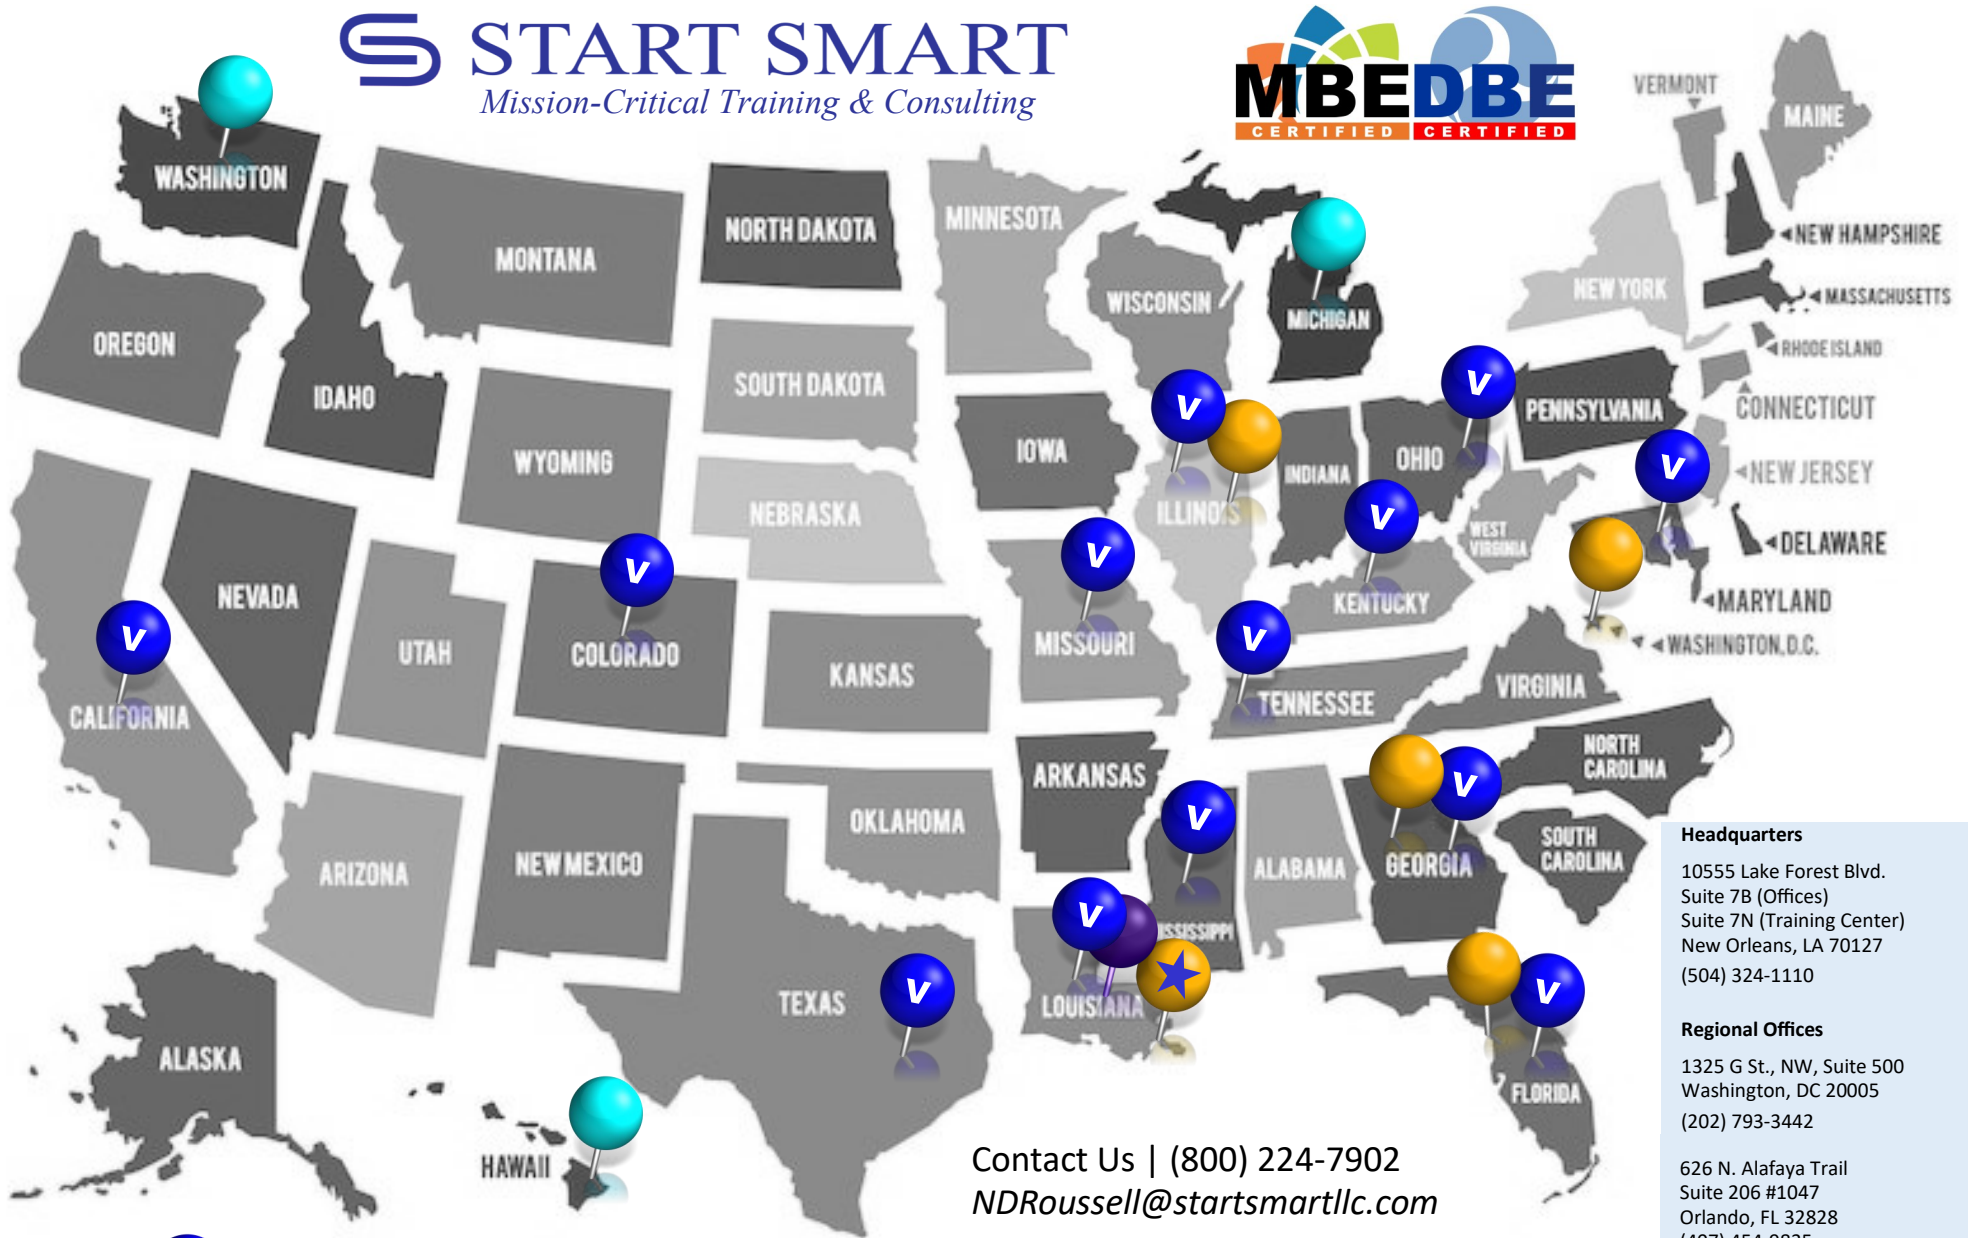 START SMART
Mission-Critical Training & Consulting
MBE DBE
CERTIFIED CERTIFIED
VERMONT
MAINE
WASHINGTON
MONTANA
NORTH DAKOTA
MINNESOTA
NEW HAMPSHIRE
WISCONSIN
MICHIGAN
NEW YORK
MASSACHUSETTS
OREGON
IDAHO
SOUTH DAKOTA
RHODE ISLAND
CONNECTICUT
PENNSYLVANIA
WYOMING
IOWA
INDIANA
OHIO
NEW JERSEY
NEBRASKA
ILLINOIS
WEST
VIRGINIA
DELAWARE
NEVADA
UTAH
COLORADO
KANSAS
MISSOURI
KENTUCKY
MARYLAND
WASHINGTON, D.C.
CALIFORNIA
TENNESSEE
VIRGINIA
NORTH
CAROLINA
ARIZONA
NEW MEXICO
OKLAHOMA
ARKANSAS
ALABAMA
GEORGIA
SOUTH
CAROLINA
SSISSIPPI
TEXAS
LOUISIANA
FLORIDA
ALASKA
HAWAII
V
V
V
V
V
V
V
V
V
V
V
V
V
Contact Us | (800) 224-7902
NDRoussell@startsmartllc.com
Headquarters
10555 Lake Forest Blvd.
Suite 7B (Offices)
Suite 7N (Training Center)
New Orleans, LA 70127
(504) 324-1110
Regional Offices
1325 G St., NW, Suite 500
Washington, DC 20005
(202) 793-3442
626 N. Alafaya Trail
Suite 206 #1047
Orlando, FL 32828